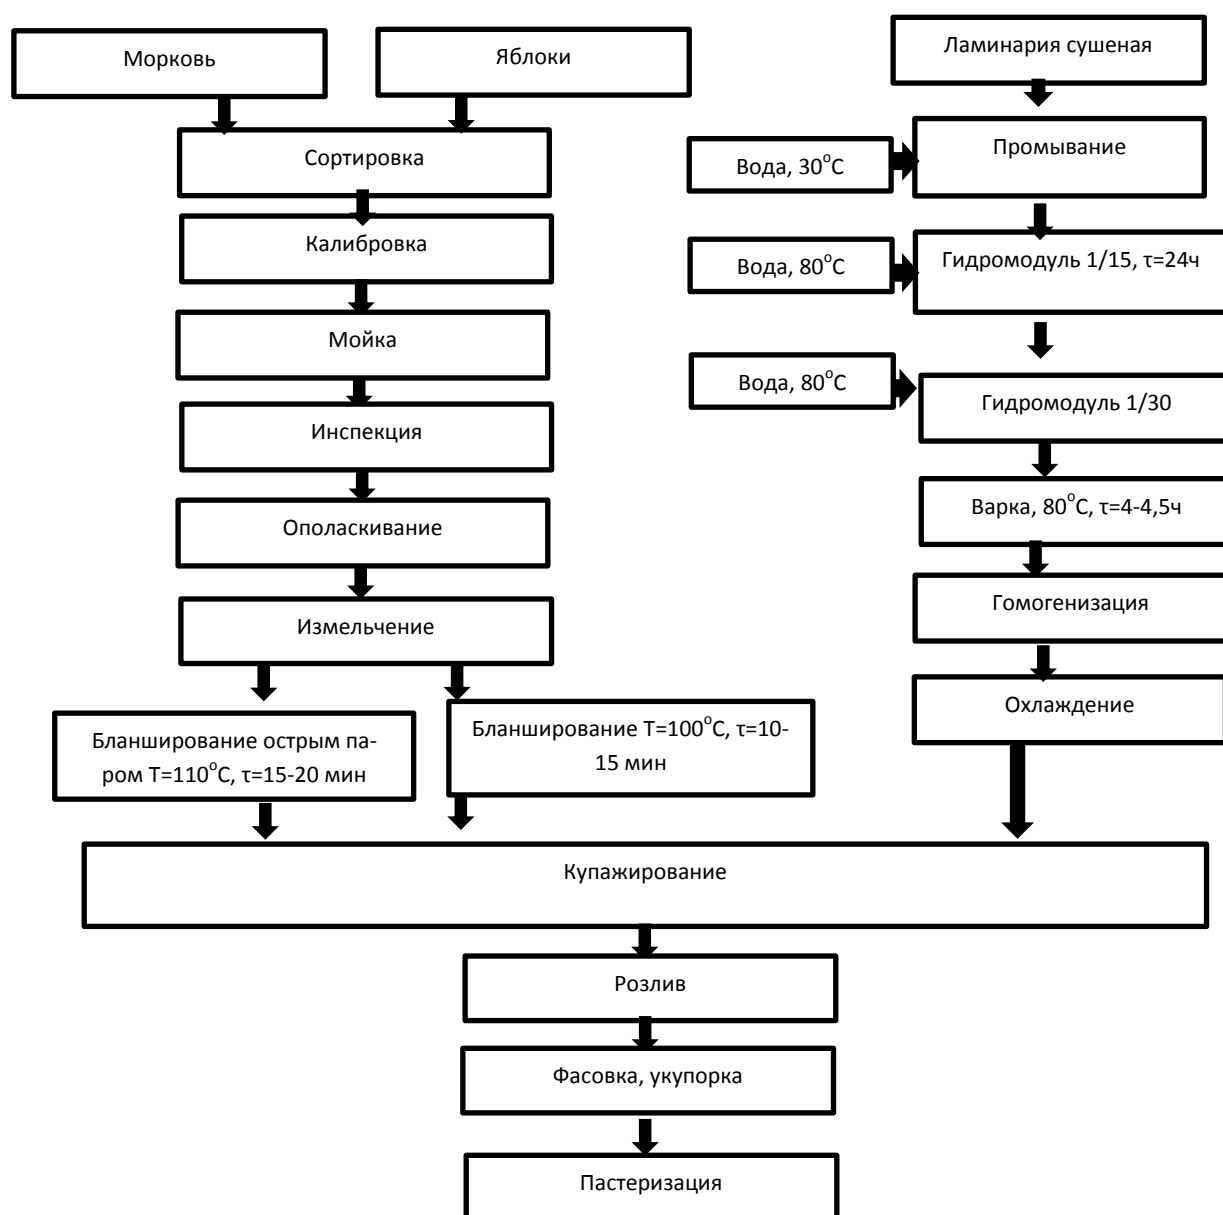 Морковь
Яблоки
Ламинария сушеная
Сортировка
Вода, 30°С
Промывание
Калибровка
Вода, 80°С
Гидромодуль 1/15, τ=24ч
Мойка
Вода, 80°С
Гидромодуль 1/30
Инспекция
Ополаскивание
Варка, 80°С, τ=4-4,5ч
Измельчение
Гомогенизация
Бланширование острым па-
ром Т=110°С, τ=15-20 мин
Бланширование Т=100°С, τ=10-
15 мин
Охлаждение
Купажирование
Розлив
Фасовка, укупорка
Пастеризация